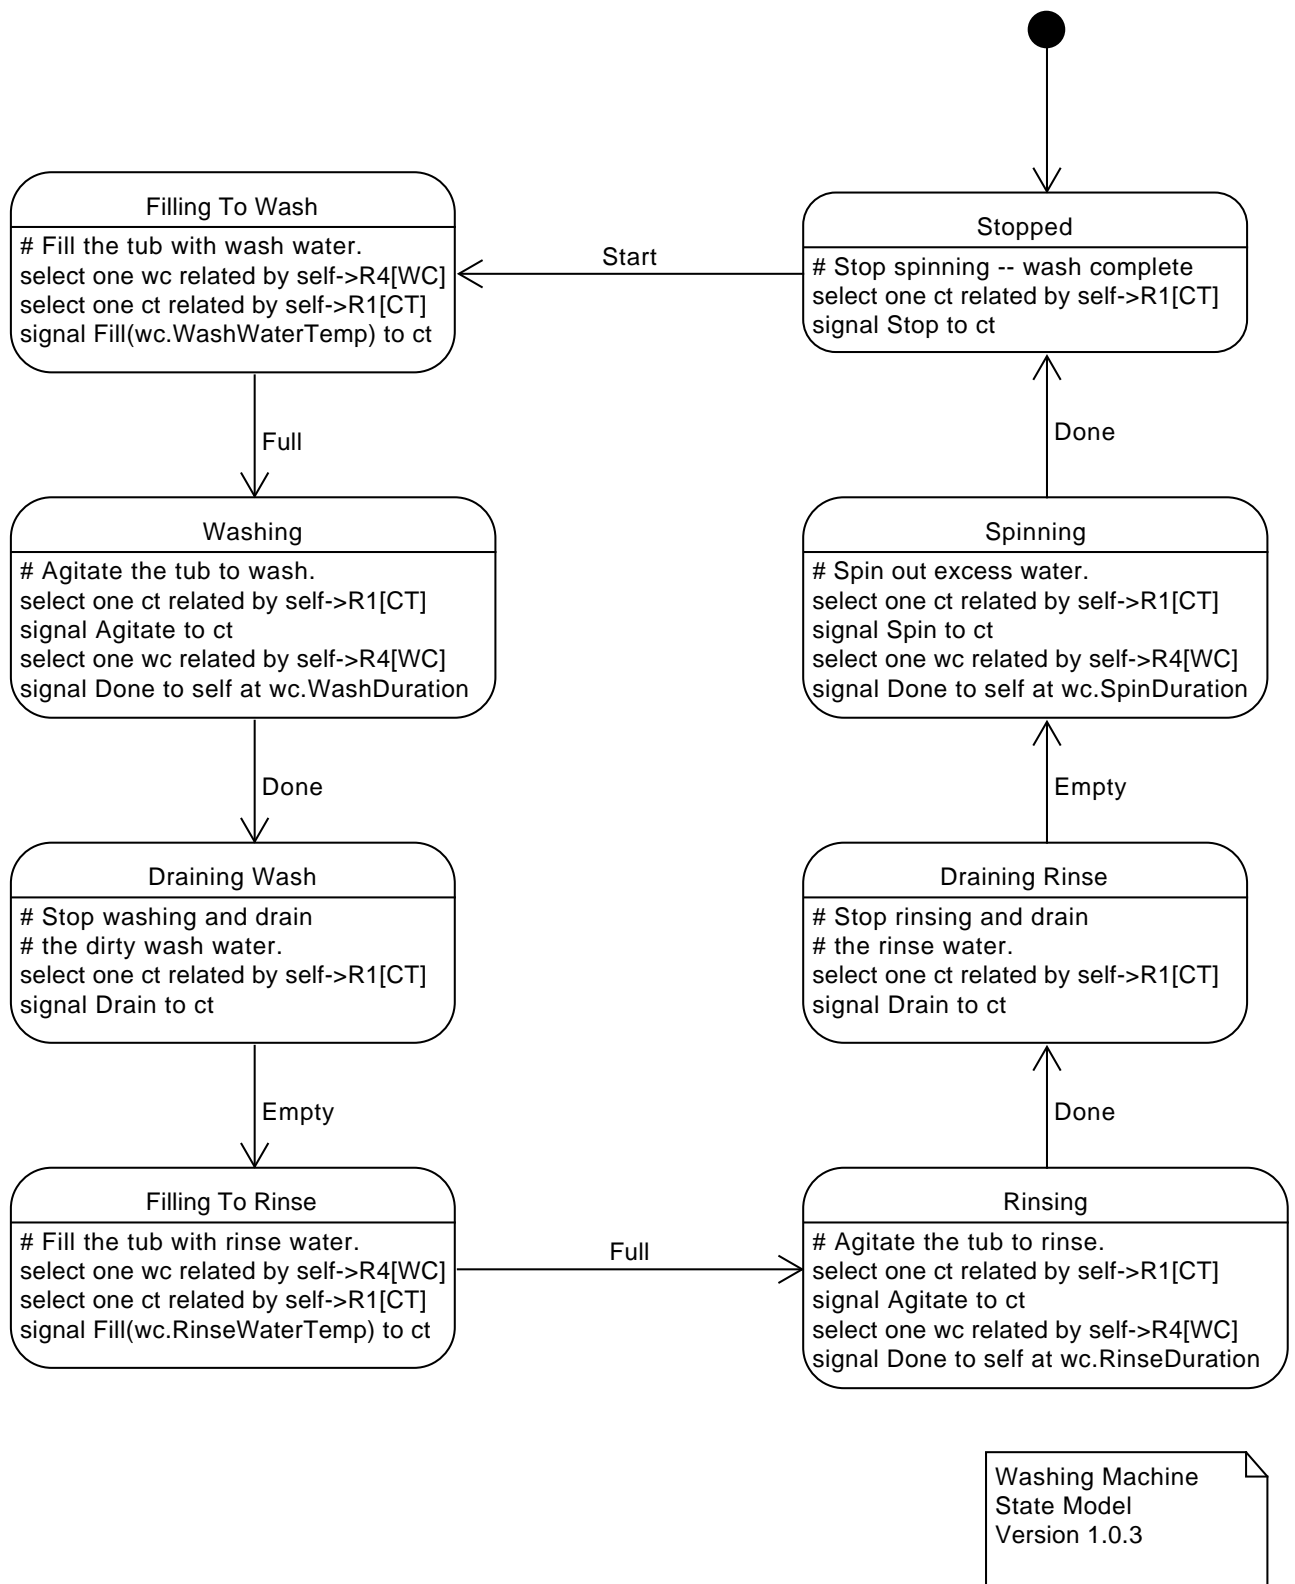 Filling To Wash
# Fill the tub with wash water.
select one wc related by self->R4[WC]
select one ct related by self->R1[CT]
signal Fill(wc.WashWaterTemp) to ct
Start
Stopped
# Stop spinning -- wash complete
select one ct related by self->R1[CT]
signal Stop to ct
Full
Done
Washing
# Agitate the tub to wash.
select one ct related by self->R1[CT]
signal Agitate to ct
select one wc related by self->R4[WC]
signal Done to self at wc.WashDuration
Spinning
# Spin out excess water.
select one ct related by self->R1[CT]
signal Spin to ct
select one wc related by self->R4[WC]
signal Done to self at wc.SpinDuration
Done
Empty
Draining Wash
# Stop washing and drain
# the dirty wash water.
select one ct related by self->R1[CT]
signal Drain to ct
Draining Rinse
# Stop rinsing and drain
# the rinse water.
select one ct related by self->R1[CT]
signal Drain to ct
Empty
Done
Filling To Rinse
# Fill the tub with rinse water.
select one wc related by self->R4[WC]
select one ct related by self->R1[CT]
signal Fill(wc.RinseWaterTemp) to ct
Full
Rinsing
# Agitate the tub to rinse.
select one ct related by self->R1[CT]
signal Agitate to ct
select one wc related by self->R4[WC]
signal Done to self at wc.RinseDuration
Washing Machine
State Model
Version 1.0.3